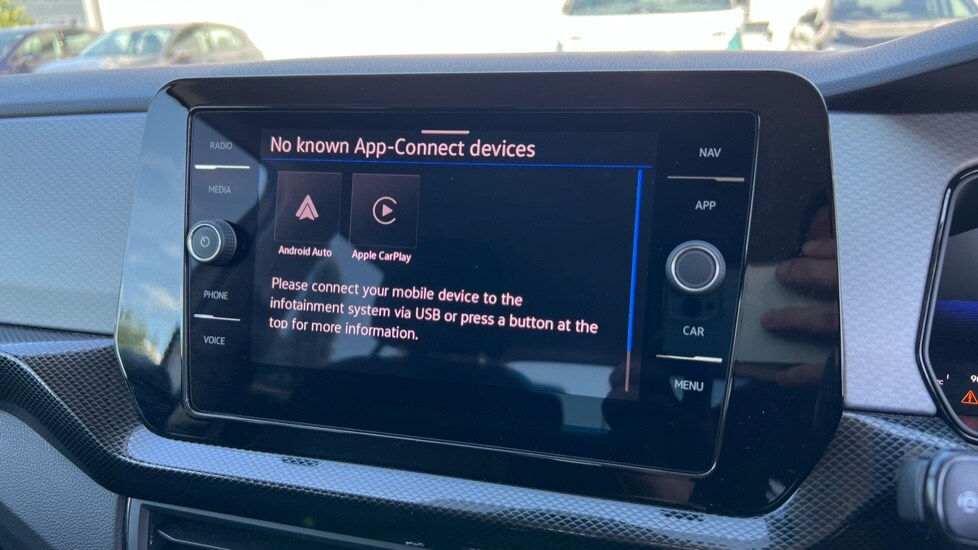 RADIO
MEDIA
PHONE
VOICE
No known App-Connect devices
Android Auto
Apple CarPlay
Please connect your mobile device to the
infotainment system via USB or press a button at the
top for more information.
NAV
APP
CAR
MENU